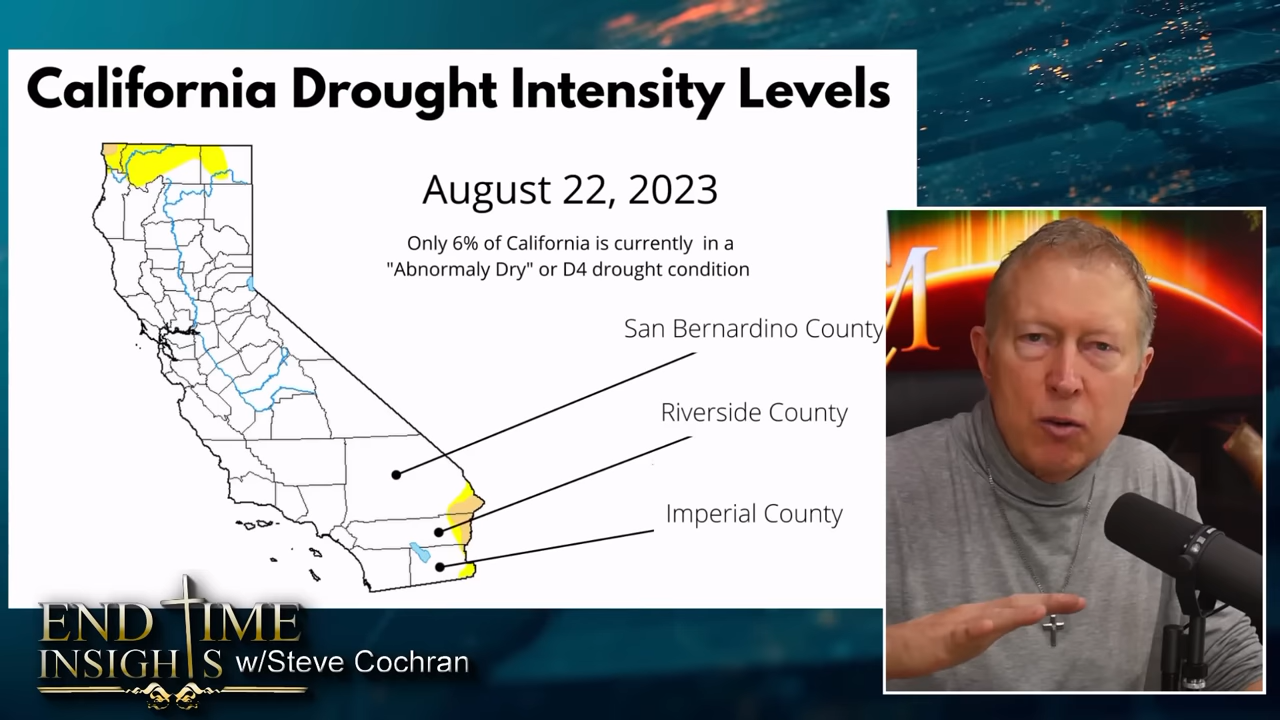 California Drought Intensity Levels
August 22, 2023
Only 6% of California is currently in a
"Abnormaly Dry" or D4 drought condition
San Bernardino County
Riverside County
Imperial County
END TIME
INSIGHTS w/Steve Cochran